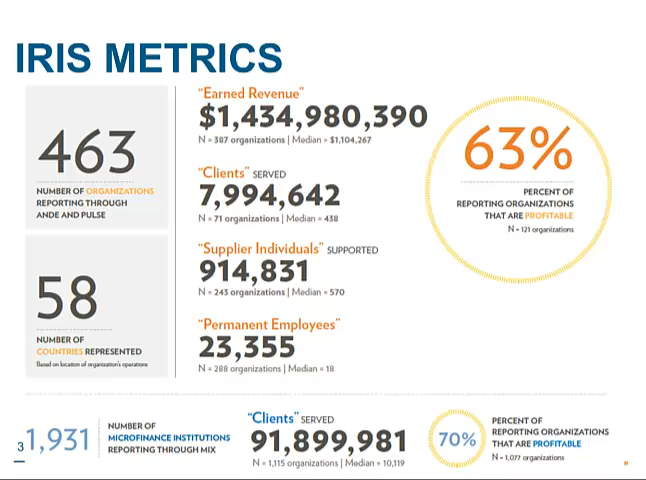 IRIS METRICS
463
NUMBER OF ORGANIZATIONS
REPORTING THROUGH
ANDE AND PULSE
58
NUMBER OF
COUNTRIES REPRESENTED
Based on location of organization's operations
"Earned Revenue"
$1,434,980,390
N = 387 organizations | Median = $1,104,267
"Clients" SERVED
7,994,642
N = 71 organizations | Median = 438
"Supplier Individuals" SUPPORTED
914,831
N = 243 organizations | Median = 570
"Permanent Employees"
23,355
N = 288 organizations | Median = 18
63%
PERCENT OF
REPORTING ORGANIZATIONS
THAT ARE PROFITABLE
N = 121 organizations
3
1,931
NUMBER OF
MICROFINANCE INSTITUTIONS
REPORTING THROUGH MIX
"Clients" SERVED
91,899,981
N = 1,115 organizations | Median = 10,119
70%
PERCENT OF
REPORTING ORGANIZATIONS
THAT ARE PROFITABLE
N = 1,077 organizations